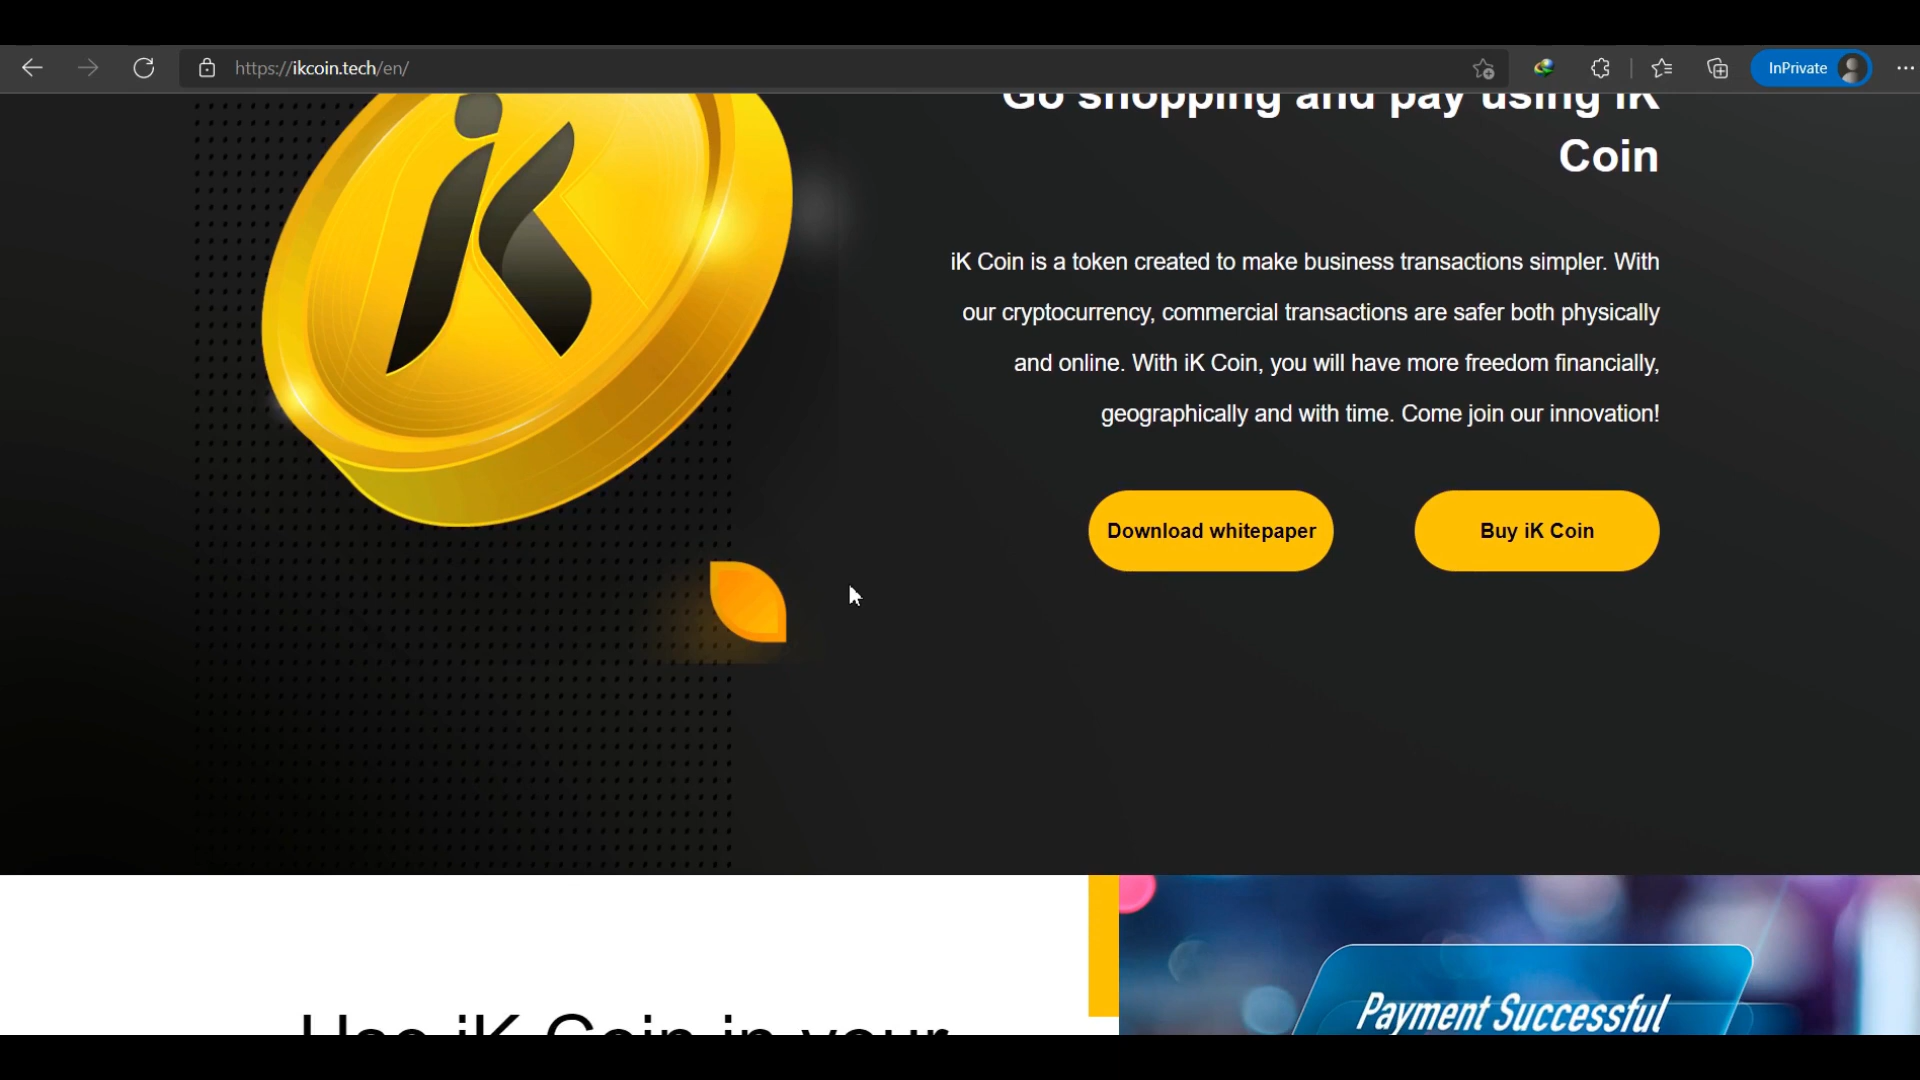 https://ikcoin.tech/en/
InPrivate
iK
Go shopping and pay using iK
Coin
iK Coin is a token created to make business transactions simpler. With
our cryptocurrency, commercial transactions are safer both physically
and online. With iK Coin, you will have more freedom financially,
geographically and with time. Come join our innovation!
Download whitepaper
Buy iK Coin
Use iK Coin in your
Payment Successful